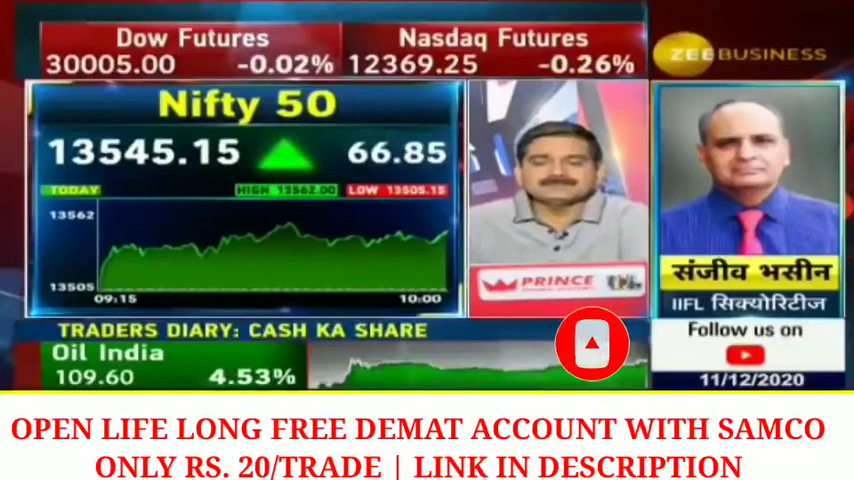 Dow Futures
30005.00 -0.02%
Nasdaq Futures
12369.25 -0.26%
ZEE BUSINESS
Nifty 50
13545.15 66.85
TODAY
HIGH 13562.00 LOW 13505.15
13562
13505
09:15 10:00
PRINCE
संजीव भसीन
IIFL सिक्योरिटीज
TRADERS DIARY: CASH KA SHARE
Oil India
109.60 4.53%
Follow us on
11/12/2020
OPEN LIFE LONG FREE DEMAT ACCOUNT WITH SAMCO
ONLY RS. 20/TRADE | LINK IN DESCRIPTION